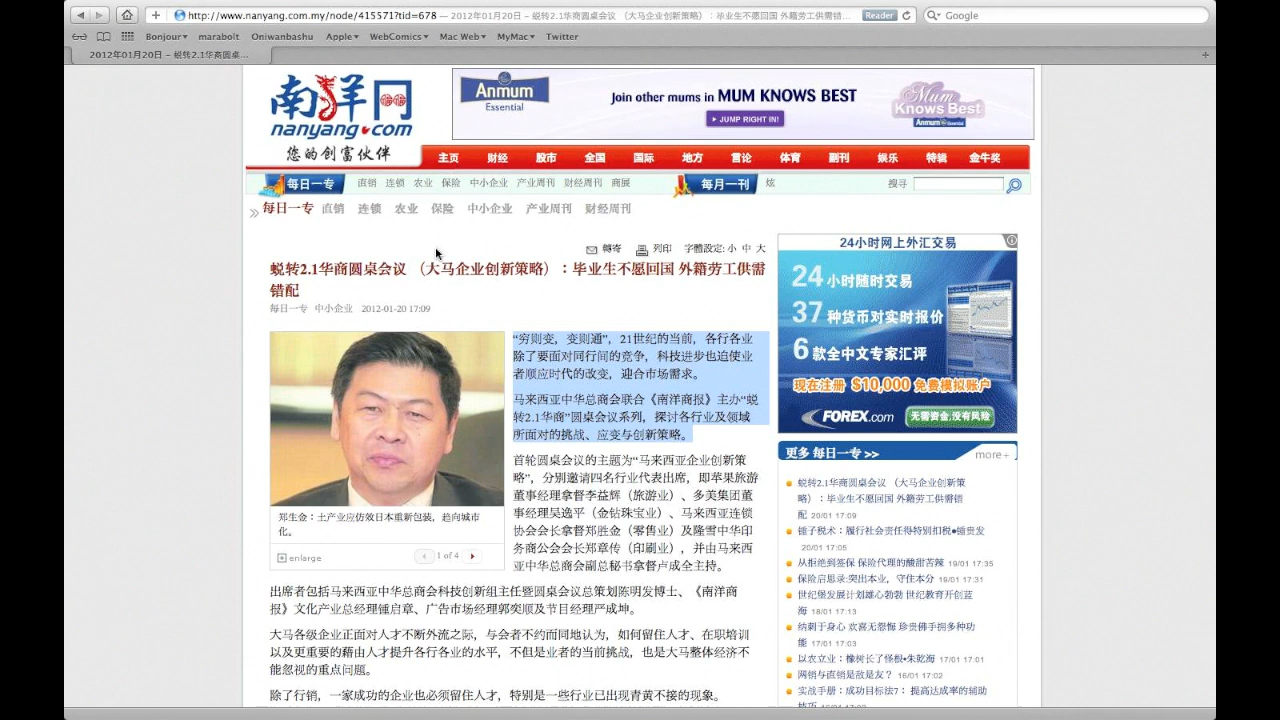 http://www.nanyang.com.my/node/415571?tid=678 — 2012年01月20日 - 蜕转2.1华商圆桌会议 （大马企业创新策略）：毕业生不愿回国 外籍劳工供需错...
Reader
Google
Bonjour▾ marabolt Oniwanbashu Apple▾ WebComics▾ Mac Web▾ MyMac▾ Twitter
2012年01月20日 – 蜕转2.1华商圆桌...
南洋网
nanyang.com
您的创富伙伴
Anmum
Essential
Join other mums in MUM KNOWS BEST
JUMP RIGHT IN!
Mum
Knows Best
Anmum Essential
主页 财经 股市 全国 国际 地方 言论 体育 副刊 娱乐 特辑 金牛奖
每日一专 直销 连锁 农业 保险 中小企业 产业周刊 财经周刊 商展 每月一刊 炫 搜寻
» 每日一专 直销 连锁 农业 保险 中小企业 产业周刊 财经周刊
轉寄 列印 字體設定: 小 中 大
蜕转2.1华商圆桌会议 （大马企业创新策略）：毕业生不愿回国 外籍劳工供需
错配
每日一专 中小企业 2012-01-20 17:09
郑生金：土产业应仿效日本重新包装，趋向城市
化。
enlarge
1 of 4
“穷则变，变则通”，21世纪的当前，各行各业
除了要面对同行间的竞争，科技进步也迫使业
者顺应时代的改变，迎合市场需求。
马来西亚中华总商会联合《南洋商报》主办“蜕
转2.1华商”圆桌会议系列，探讨各行业及领域
所面对的挑战、应变与创新策略。
首轮圆桌会议的主题为“马来西亚企业创新策
略”，分别邀请四名行业代表出席，即苹果旅游
董事经理拿督李益辉（旅游业）、多美集团董
事经理吴逸平（金钻珠宝业）、马来西亚连锁
协会会长拿督郑胜金（零售业）及隆雪中华印
务商公会会长郑章传（印刷业），并由马来西
亚中华总商会副总秘书拿督卢成全主持。
出席者包括马来西亚中华总商会科技创新组主任暨圆桌会议总策划陈明发博士、《南洋商
报》文化产业总经理锺启章、广告市场经理郭奕顺及节目经理严成坤。
大马各级企业正面对人才不断外流之际，与会者不约而同地认为，如何留住人才、在职培训
以及更重要的藉由人才提升各行各业的水平，不但是业者的当前挑战，也是大马整体经济不
能忽视的重点问题。
除了行销，一家成功的企业也必须留住人才，特别是一些行业已出现青黄不接的现象。
24小时网上外汇交易
24 小时随时交易
37 种货币对实时报价
6 款全中文专家汇评
现在注册 $10,000 免费模拟账户
FOREX.com
无需资金,没有风险
更多 每日一专 >>
more+
蜕转2.1华商圆桌会议 （大马企业创新策
略）：毕业生不愿回国 外籍劳工供需错
配 20/01 17:09
锤子税术：履行社会责任得特别扣税●锤贵发
20/01 17:05
从拒绝到签保 保险代理的酸甜苦辣 19/01 17:35
保险启思录:突出本业，守住本分 19/01 17:31
世纪堡发展计划雄心勃勃 世纪教育开创蓝
海 18/01 17:13
纳刺于身心 欢喜无怨悔 珍贵佛手拥多种功
能 17/01 17:03
以农立业：橡树长了怪根•朱乾海 17/01 17:01
网销与直销是敌是友？ 16/01 17:02
实战手册：成功目标法7： 提高达成率的辅助
技巧